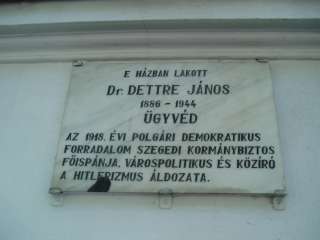 E HÁZBAN LAKOTT
Dr. DETTRE JÁNOS
1886 - 1944
ÜGYVÉD
AZ 1918. ÉVI POLGÁRI DEMOKRATIKUS
FORRADALOM SZEGEDI KORMÁNYBIZTOS
FŐISPÁNJA, VÁROSPOLITIKUS ÉS KÖZÍRÓ
A HITLERIZMUS ÁLDOZATA.